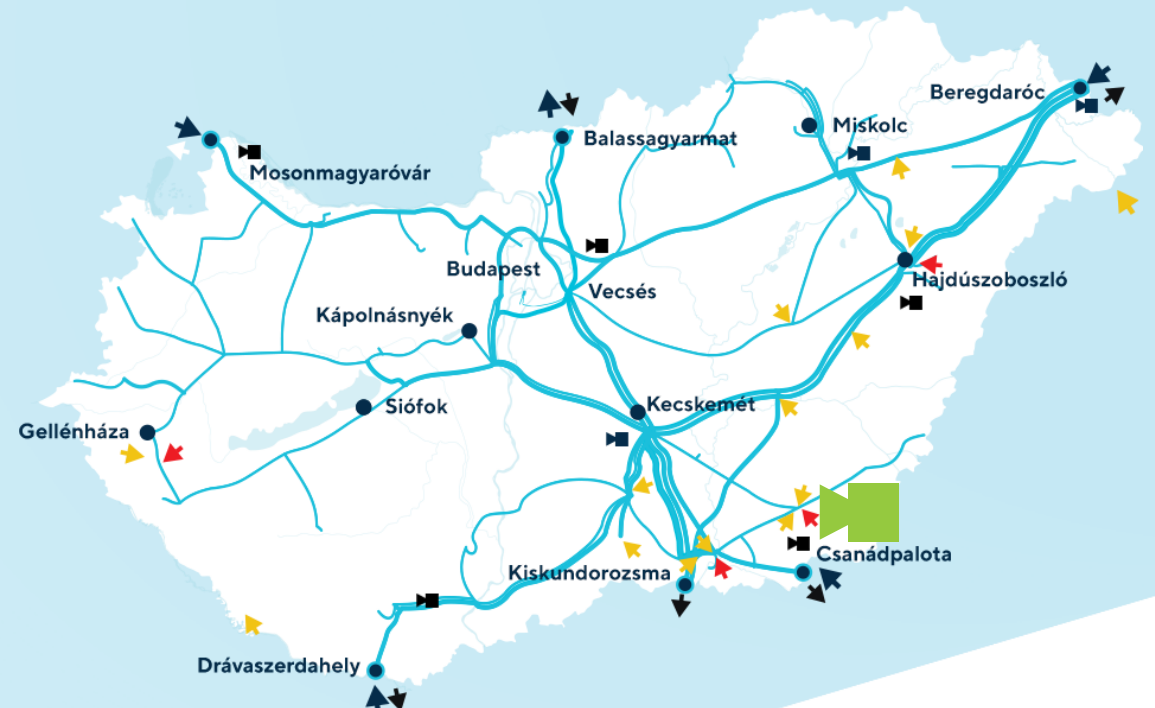 Beregdaróc
Miskolc
Balassagyarmat
Mosonmagyaróvár
Budapest
Hajdúszoboszló
Vecsés
Kápolnásnyék
Siófok
Kecskemét
Gellénháza
Csanádpalota
Kiskundorozsma
Drávaszerdahely